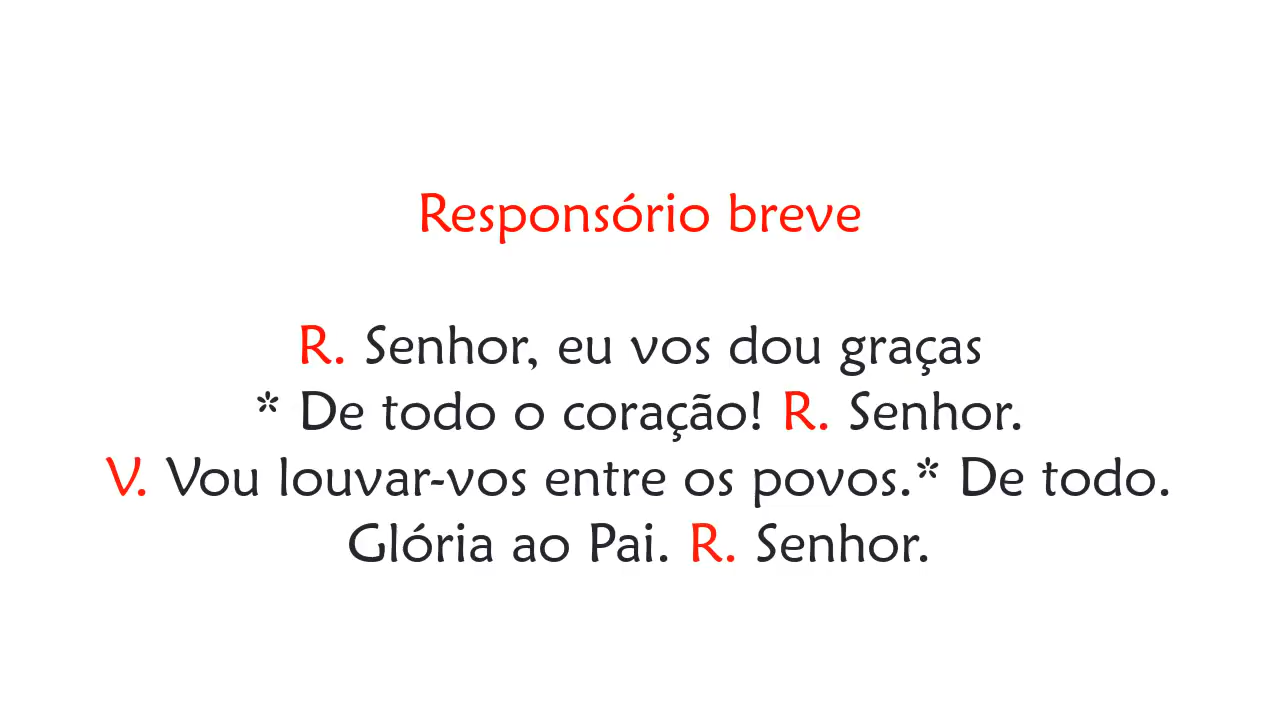 Responsório breve
R. Senhor, eu vos dou graças
* De todo o coração! R. Senhor.
V. Vou louvar-vos entre os povos.* De todo.
Glória ao Pai. R. Senhor.